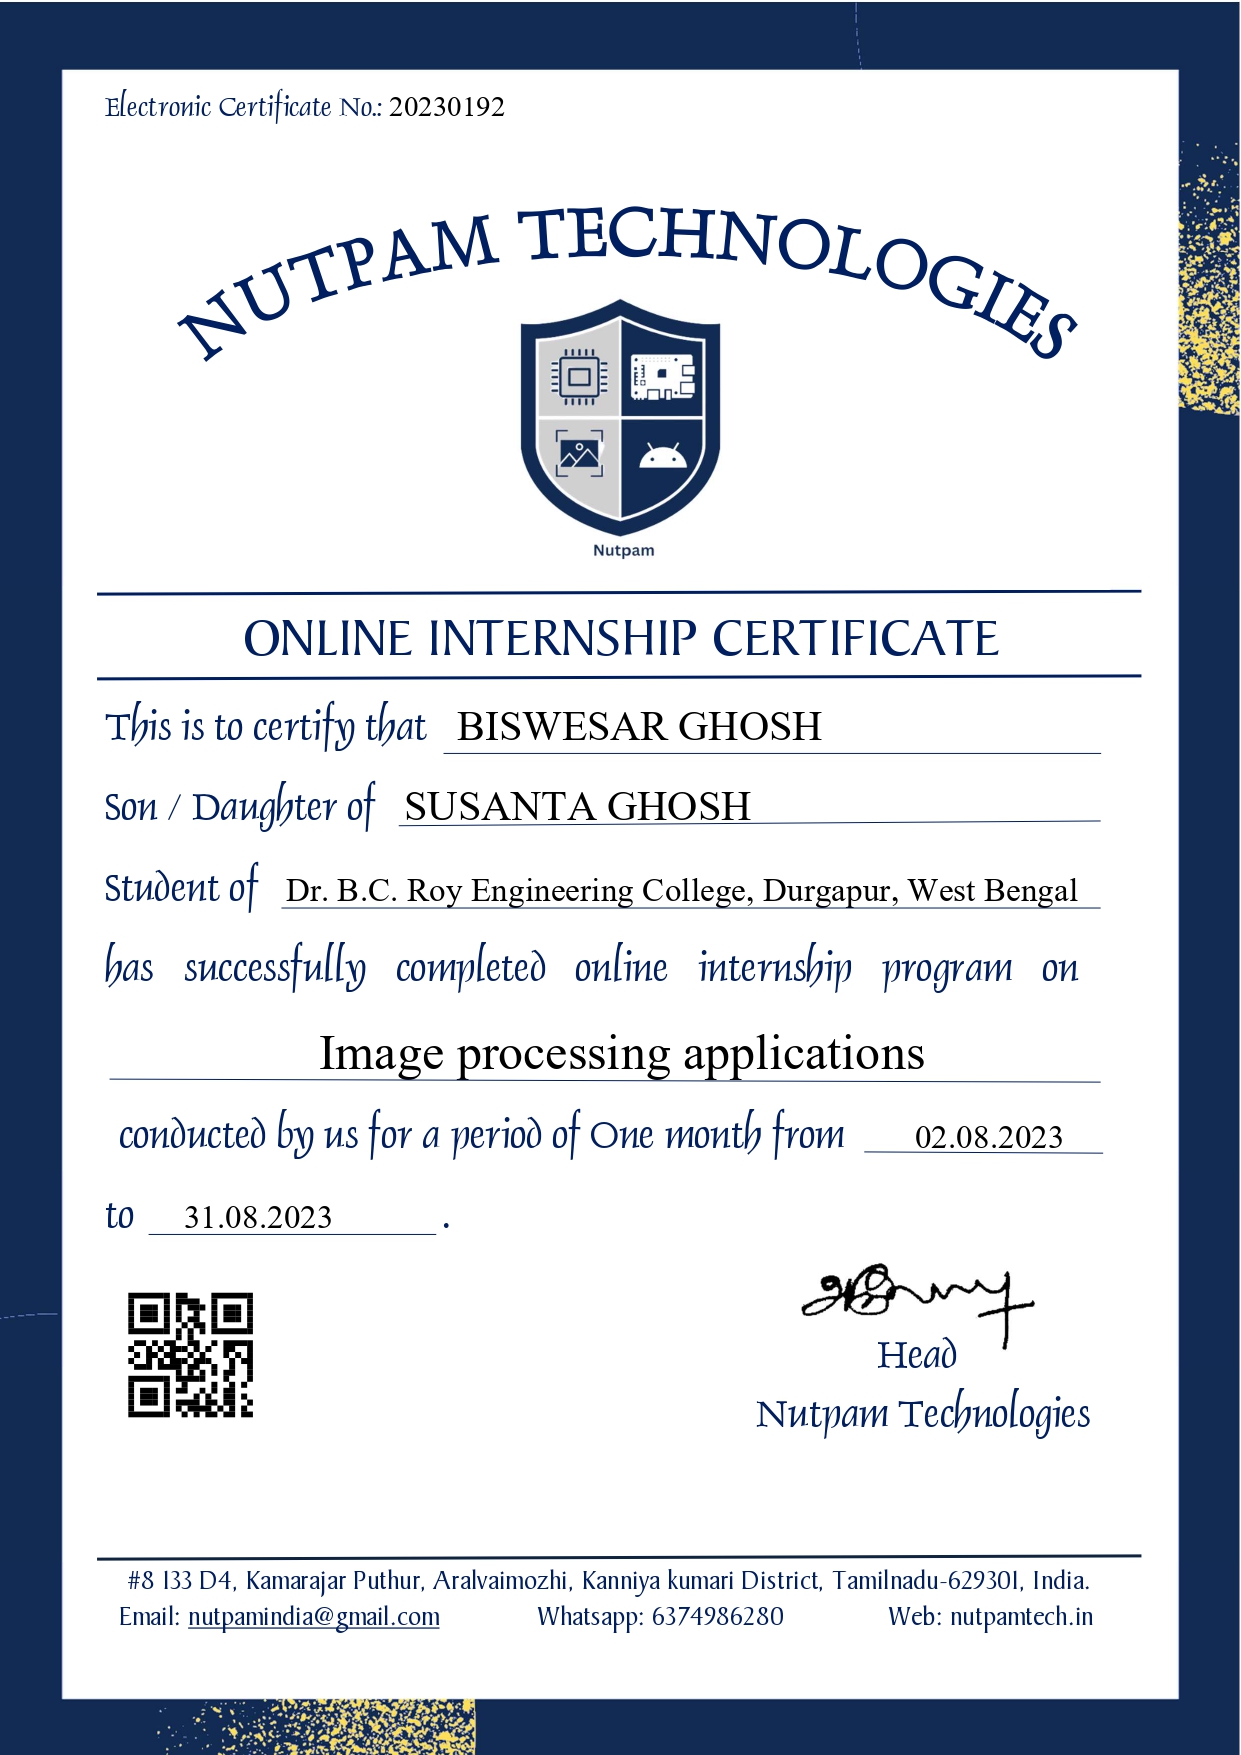 Electronic Certificate No.: 20230192
NUTPAM TECHNOLOGIES
Nutpam
ONLINE INTERNSHIP CERTIFICATE
This is to certify that BISWESAR GHOSH
Son / Daughter of SUSANTA GHOSH
Student of Dr. B.C. Roy Engineering College, Durgapur, West Bengal
has successfully completed online internship program on
Image processing applications
conducted by us for a period of One month from 02.08.2023
to 31.08.2023 .
Head
Nutpam Technologies
#8 133 D4, Kamarajar Puthur, Aralvaimozhi, Kanniya kumari District, Tamilnadu-629301, India.
Email: nutpamindia@gmail.com Whatsapp: 6374986280 Web: nutpamtech.in